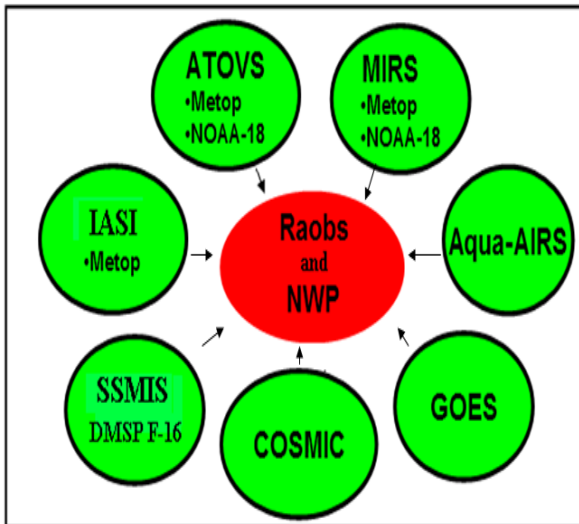 ATOVS
•Metop
•NOAA-18
MIRS
•Metop
•NOAA-18
IASI
•Metop
Raobs
and
NWP
Aqua-AIRS
SSMIS
DMSP F-16
COSMIC
GOES